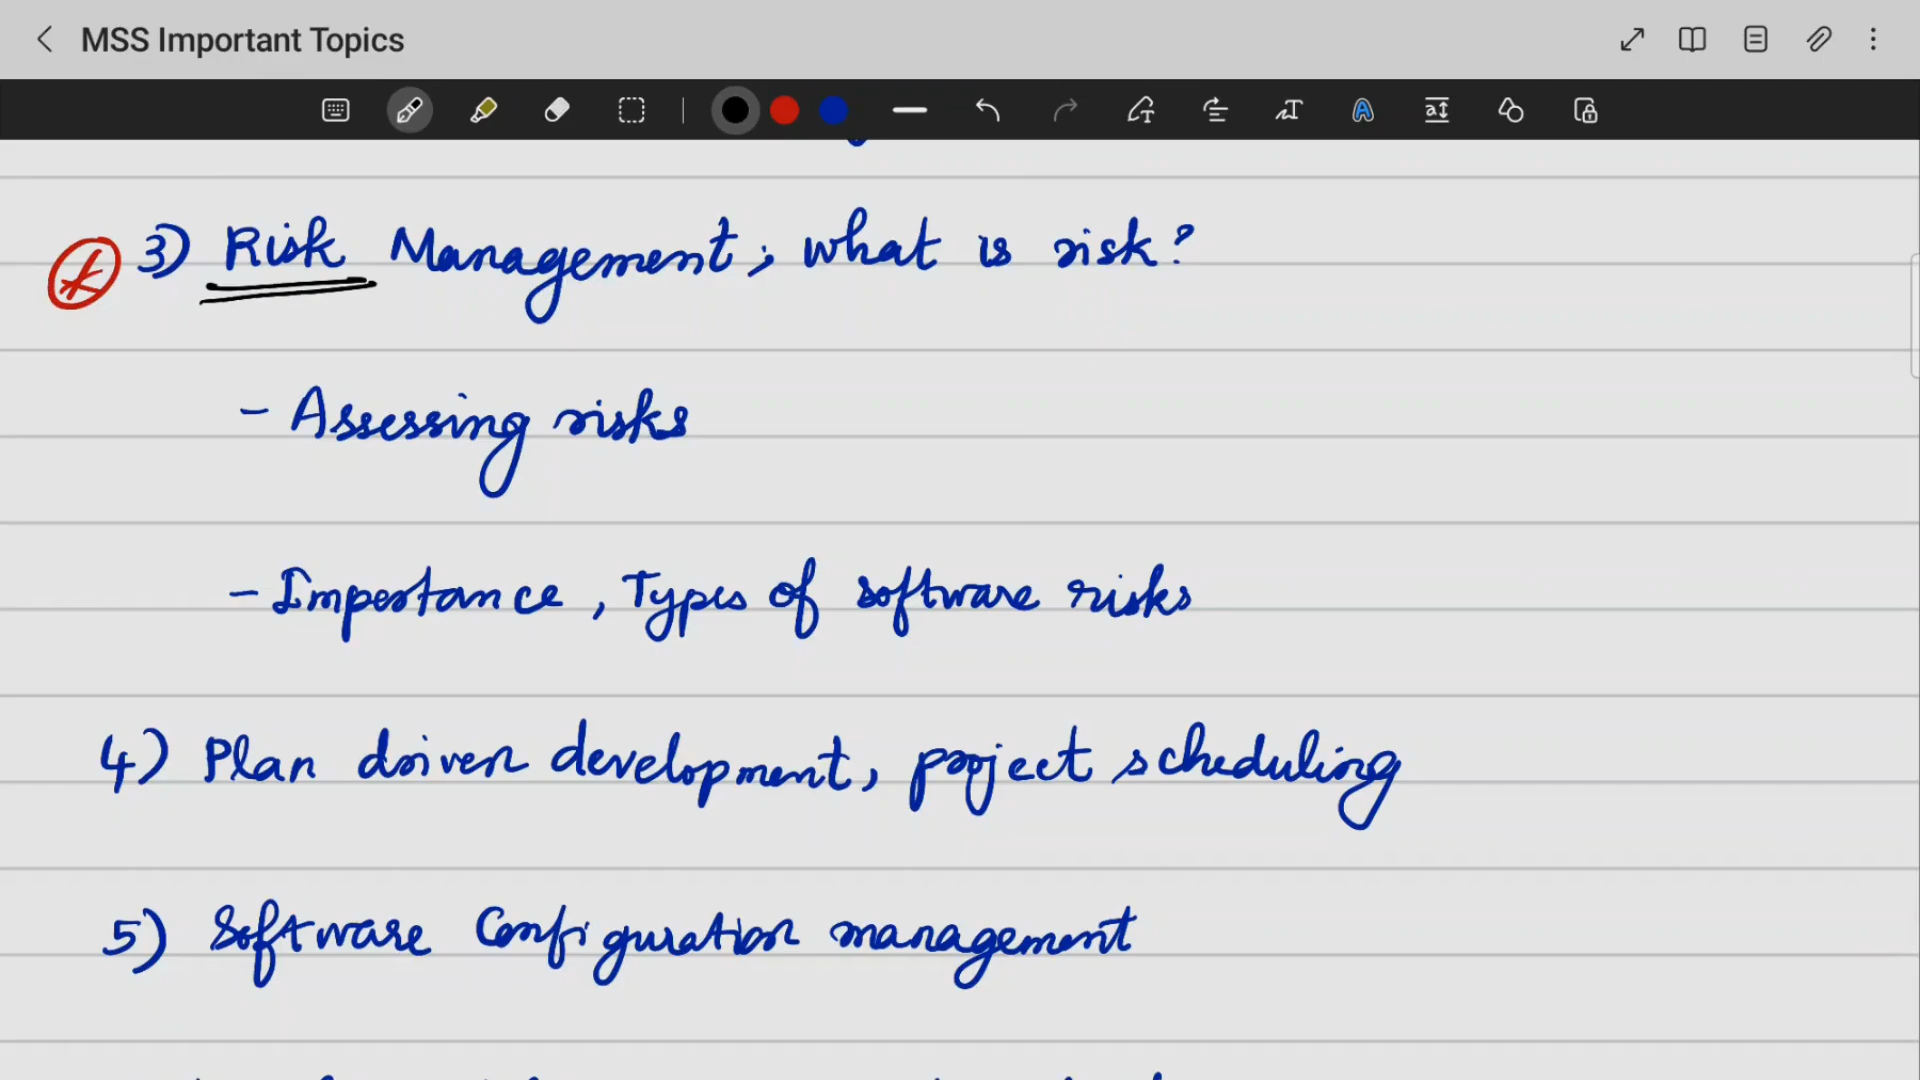 MSS Important Topics
3) Risk Management, what is risk?
- Assessing risks
- Importance, Types of software risks
4) Plan driven development, project scheduling
5) Software Configuration management